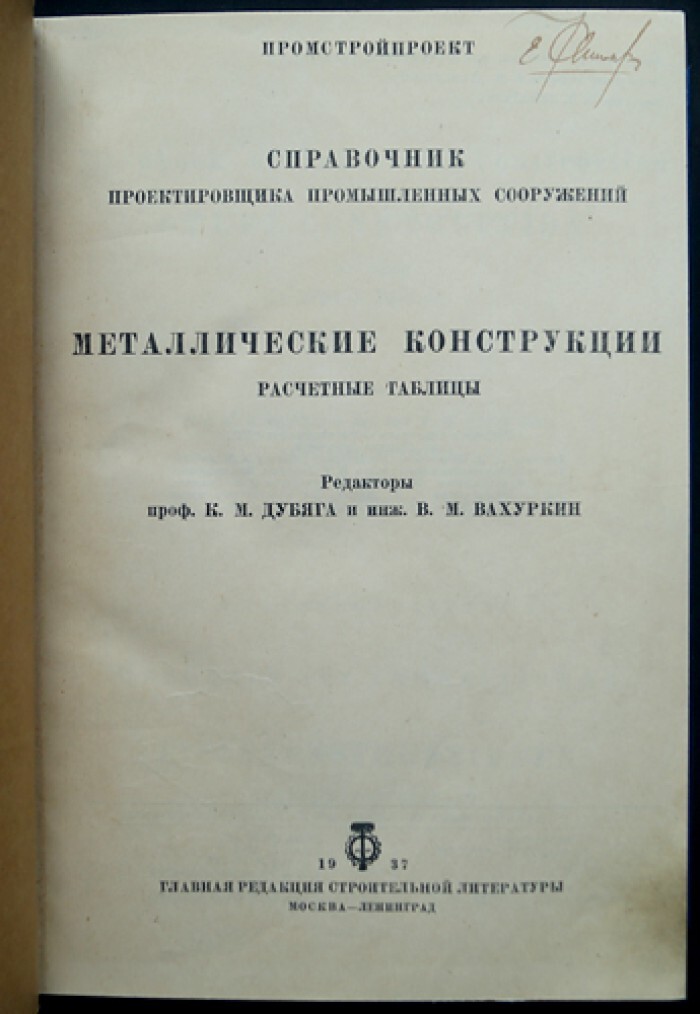 ПРОМСТРОЙПРОЕКТ
СПРАВОЧНИК
ПРОЕКТИРОВЩИКА ПРОМЫШЛЕННЫХ СООРУЖЕНИЙ
МЕТАЛЛИЧЕСКИЕ КОНСТРУКЦИИ
РАСЧЕТНЫЕ ТАБЛИЦЫ
Редакторы
проф. К. М. ДУБЯГА и инж. В. М. ВАХУРКИН
19 37
ГЛАВНАЯ РЕДАКЦИЯ СТРОИТЕЛЬНОЙ ЛИТЕРАТУРЫ
МОСКВА—ЛЕНИНГРАД